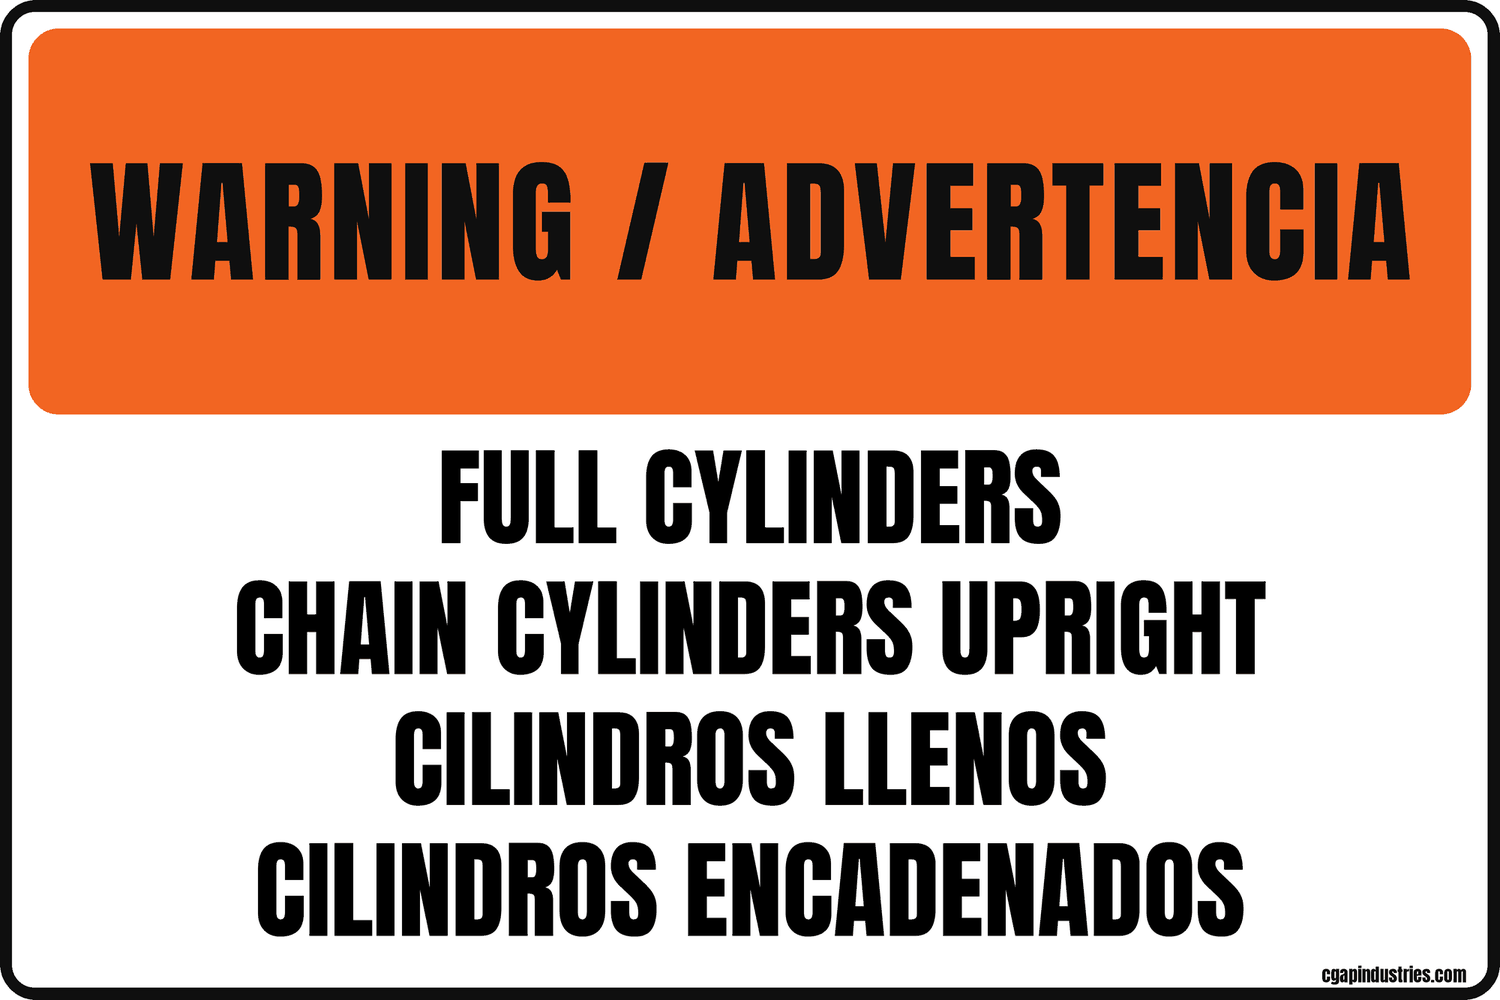 WARNING / ADVERTENCIA
FULL CYLINDERS
CHAIN CYLINDERS UPRIGHT
CILINDROS LLENOS
CILINDROS ENCADENADOS
cgapindustries.com